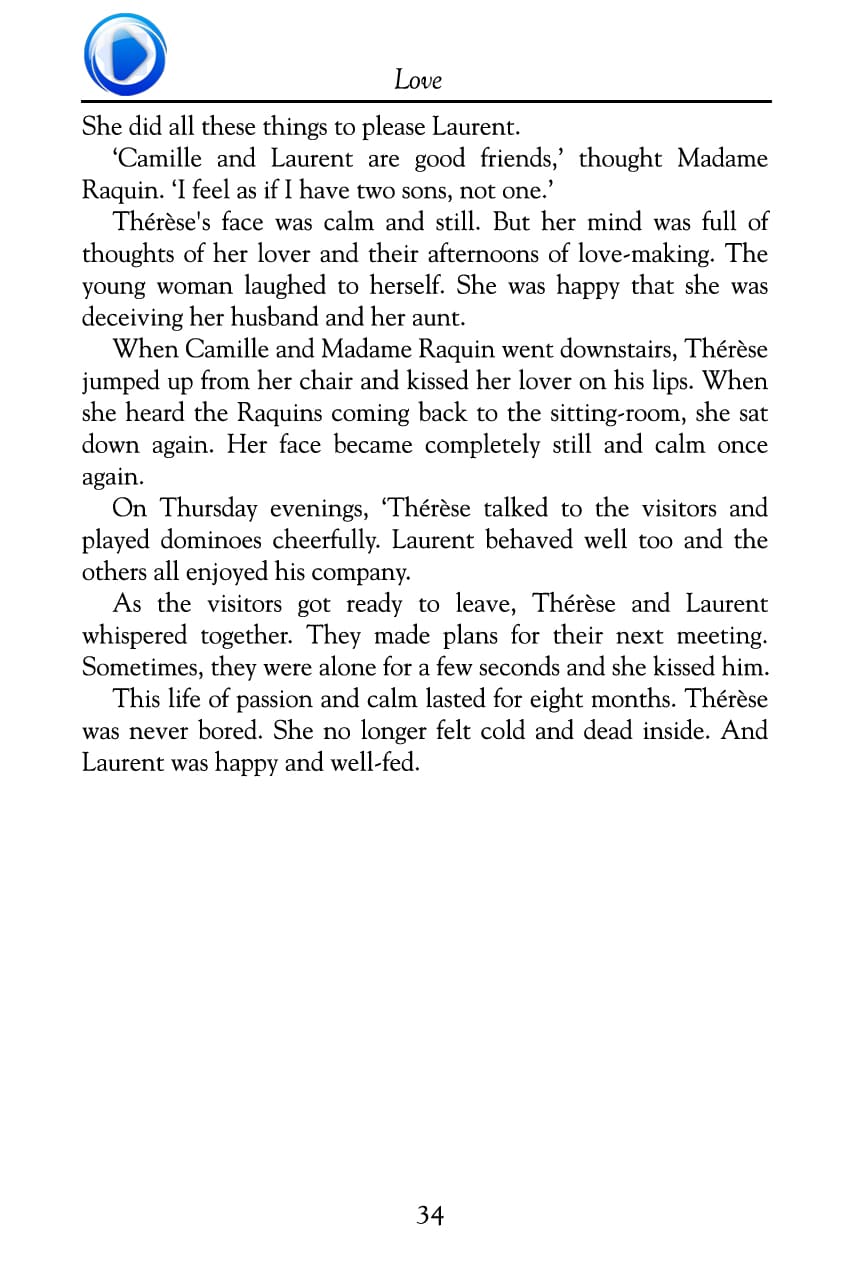 Love
She did all these things to please Laurent.
‘Camille and Laurent are good friends,’ thought Madame
Raquin. ‘I feel as if I have two sons, not one.’
Thérèse's face was calm and still. But her mind was full of
thoughts of her lover and their afternoons of love-making. The
young woman laughed to herself. She was happy that she was
deceiving her husband and her aunt.
When Camille and Madame Raquin went downstairs, Thérèse
jumped up from her chair and kissed her lover on his lips. When
she heard the Raquins coming back to the sitting-room, she sat
down again. Her face became completely still and calm once
again.
On Thursday evenings, ‘Thérèse talked to the visitors and
played dominoes cheerfully. Laurent behaved well too and the
others all enjoyed his company.
As the visitors got ready to leave, Thérèse and Laurent
whispered together. They made plans for their next meeting.
Sometimes, they were alone for a few seconds and she kissed him.
This life of passion and calm lasted for eight months. Thérèse
was never bored. She no longer felt cold and dead inside. And
Laurent was happy and well-fed.
34